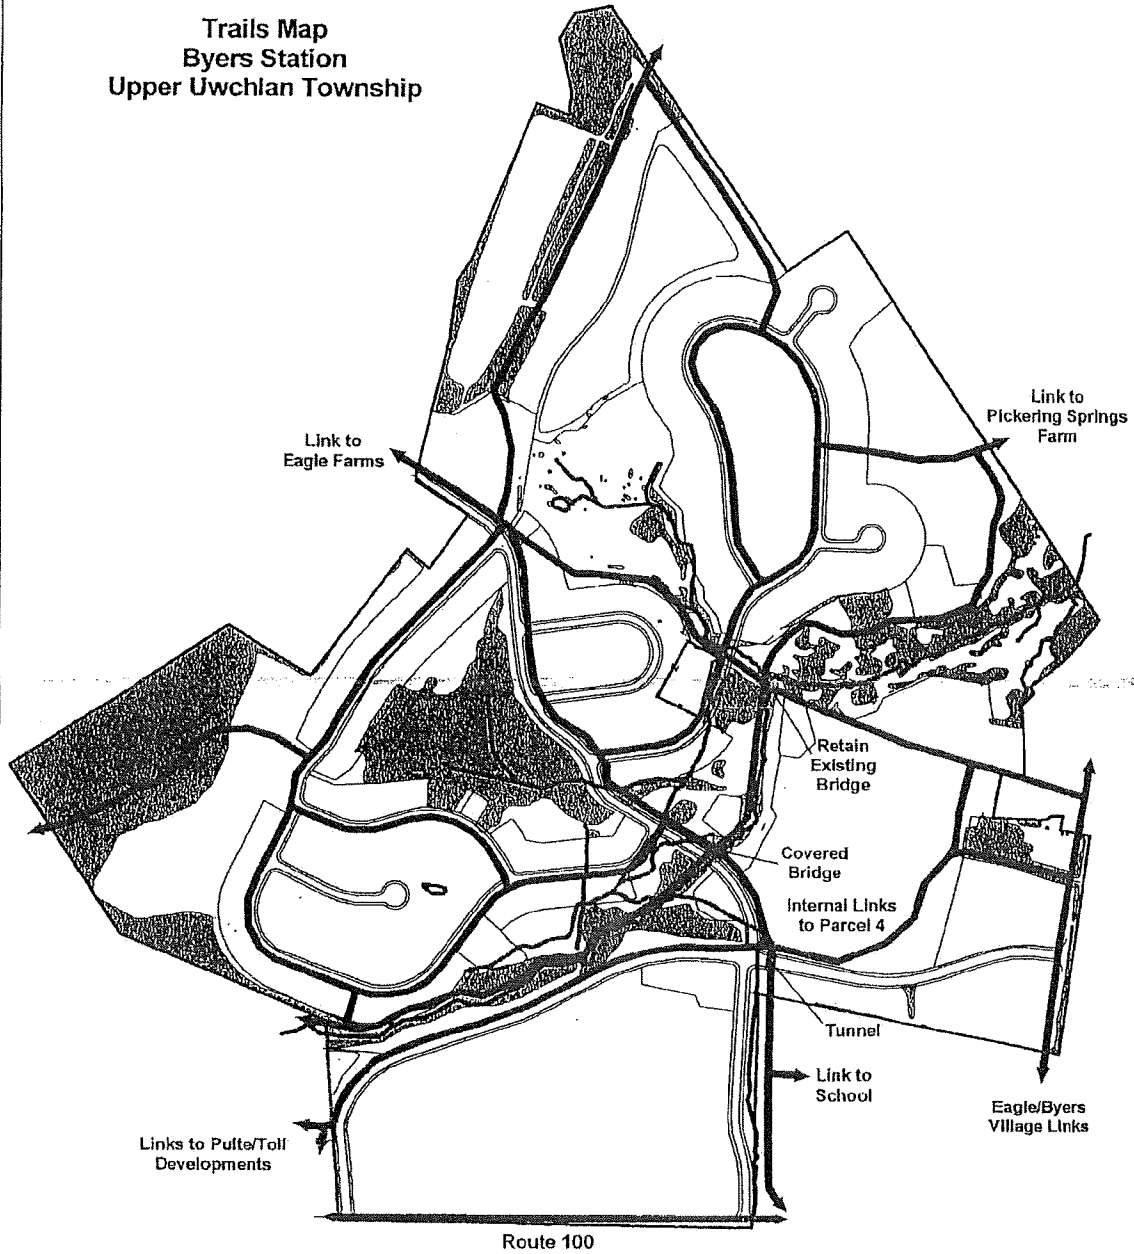 Trails Map
Byers Station
Upper Uwchlan Township
Link to
Pickering Springs
Farm
Link to
Eagle Farms
Retain
Existing
Bridge
Covered
Bridge
Internal Links
to Parcel 4
Tunnel
Link to
School
Eagle/Byers
Village Links
Links to Pulte/Toll
Developments
Route 100